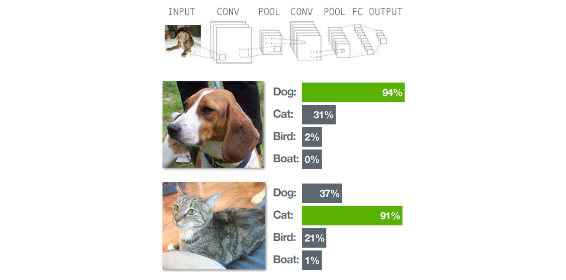 INPUT CONV POOL CONV POOL FC OUTPUT
Dog: 94%
Cat: 31%
Bird: 2%
Boat: 0%
Dog: 37%
Cat: 91%
Bird: 21%
Boat: 1%